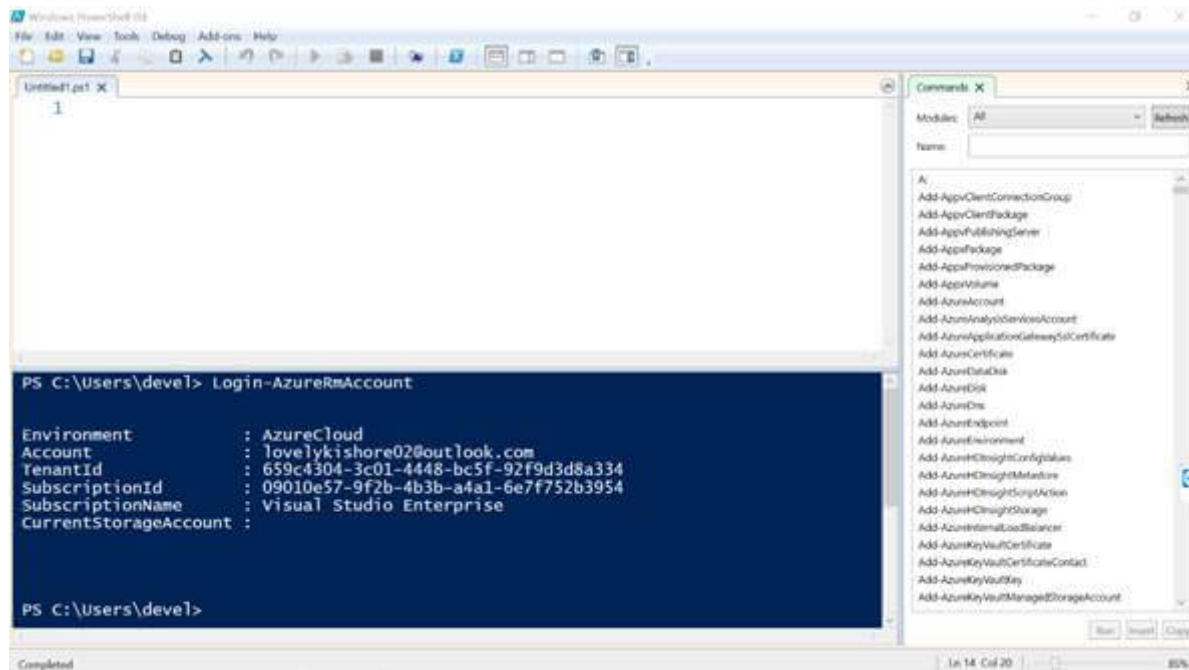 Windows PowerShell ISE
File Edit View Tools Debug Add-ons Help
Untitled1.ps1 X
1
PS C:\Users\devel> Login-AzureRmAccount
Environment : AzureCloud
Account : lovelykishore02@outlook.com
TenantId : 659c4304-3c01-4448-bc5f-92f9d3d8a334
SubscriptionId : 09010e57-9f2b-4b3b-a4a1-6e7f752b3954
SubscriptionName : Visual Studio Enterprise
CurrentStorageAccount :
PS C:\Users\devel>
Completed
Ln 14 Col 20
85%
Commands X
Modules: All Refresh
Name:
A:
Add-AppvClientConnectionGroup
Add-AppvClientPackage
Add-AppvPublishingServer
Add-AppxPackage
Add-AppxProvisionedPackage
Add-AppxVolume
Add-AzureAccount
Add-AzureAnalysisServicesAccount
Add-AzureApplicationGatewaySslCertificate
Add-AzureCertificate
Add-AzureDataDisk
Add-AzureDisk
Add-AzureDns
Add-AzureEndpoint
Add-AzureEnvironment
Add-AzureHDInsightConfigValues
Add-AzureHDInsightMetastore
Add-AzureHDInsightScriptAction
Add-AzureHDInsightStorage
Add-AzureInternalLoadBalancer
Add-AzureKeyVaultCertificate
Add-AzureKeyVaultCertificateContact
Add-AzureKeyVaultKey
Add-AzureKeyVaultManagedStorageAccount
Run Insert Copy